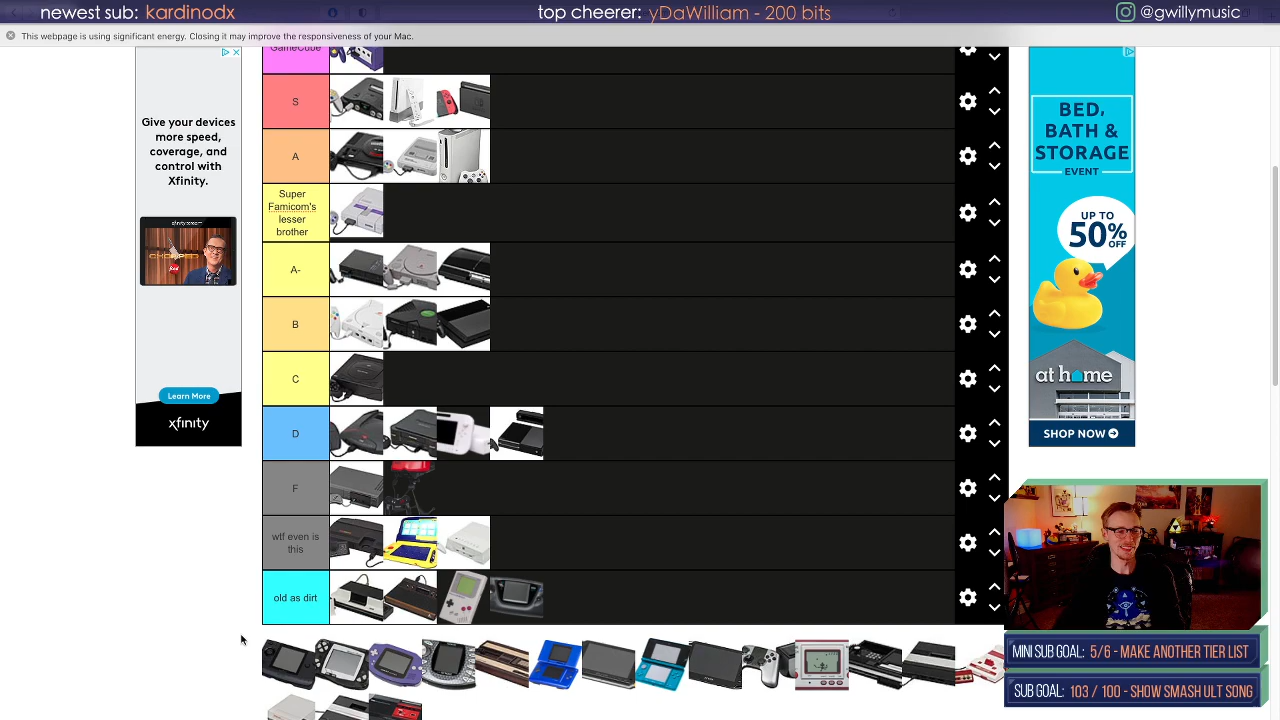 newest sub: kardinodx
top cheerer: yDaWilliam - 200 bits
@gwillymusic
This webpage is using significant energy. Closing it may improve the responsiveness of your Mac.
Give your devices
more speed,
coverage, and
control with
Xfinity.
CHOPPED
Learn More
xfinity
GameCube
S
A
Super
Famicom's
lesser
brother
A-
B
C
D
F
wtf even is
this
old as dirt
BED,
BATH &
STORAGE
EVENT
UP TO
50%
OFF
at home
SHOP NOW
MINI SUB GOAL: 5/6 - MAKE ANOTHER TIER LIST
SUB GOAL: 103 / 100 - SHOW SMASH ULT SONG